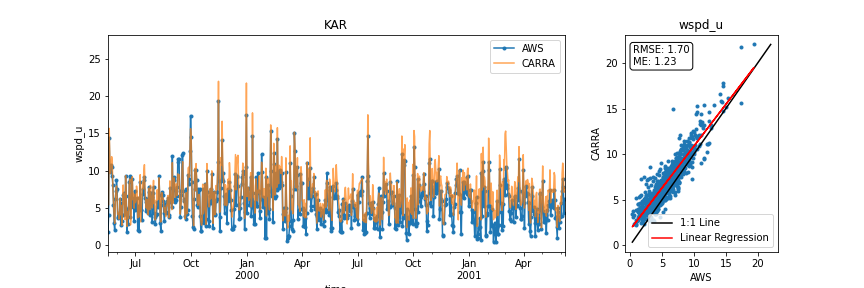 KAR
wspd_u
25
20
15
10
5
0
AWS
CARRA
Jul
Oct
Jan
2000
Apr
Jul
Oct
Jan
2001
Apr
wspd_u
RMSE: 1.70
ME: 1.23
CARRA
20
15
10
5
0
1:1 Line
Linear Regression
0
5
10
15
20
AWS